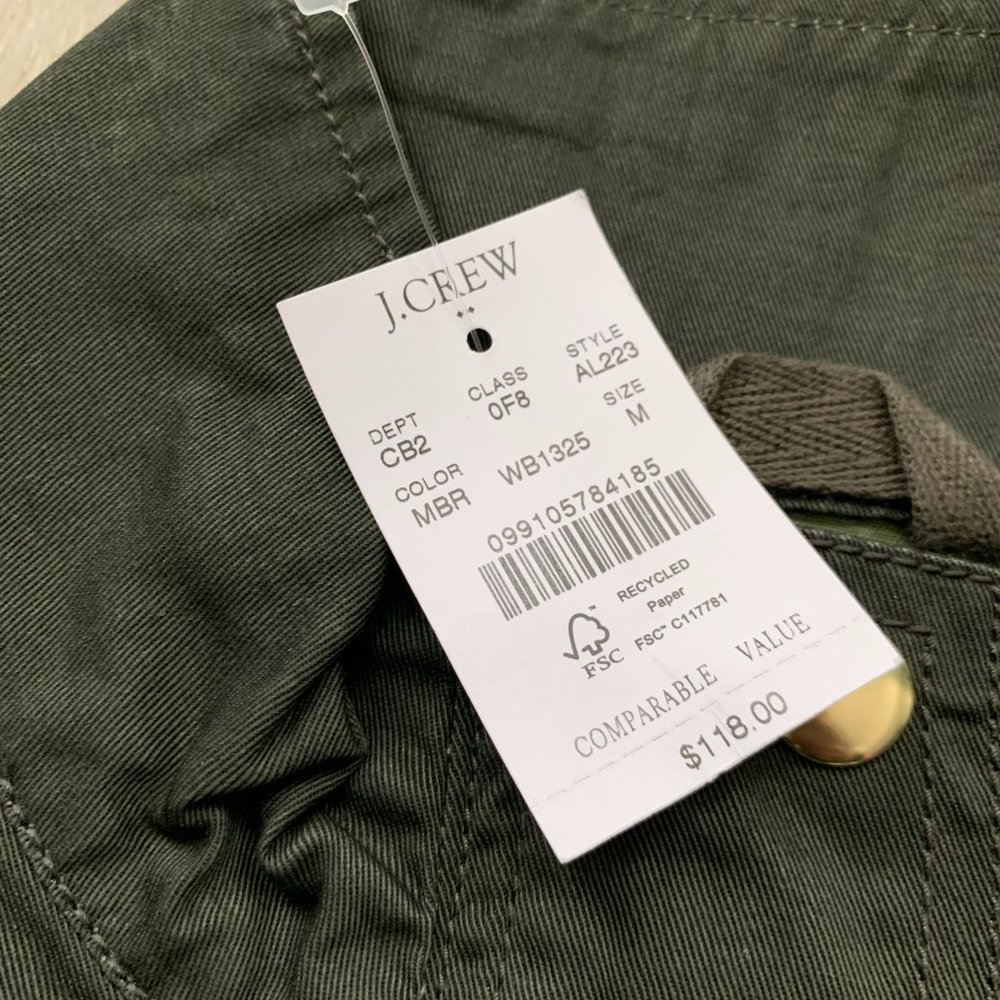 J.CREW
DEPT CLASS STYLE
CB2 0F8 AL223
COLOR SIZE
MBR WB1325 M
099105784185
RECYCLED
Paper
FSC™ C117781
FSC™
COMPARABLE VALUE
$118.00